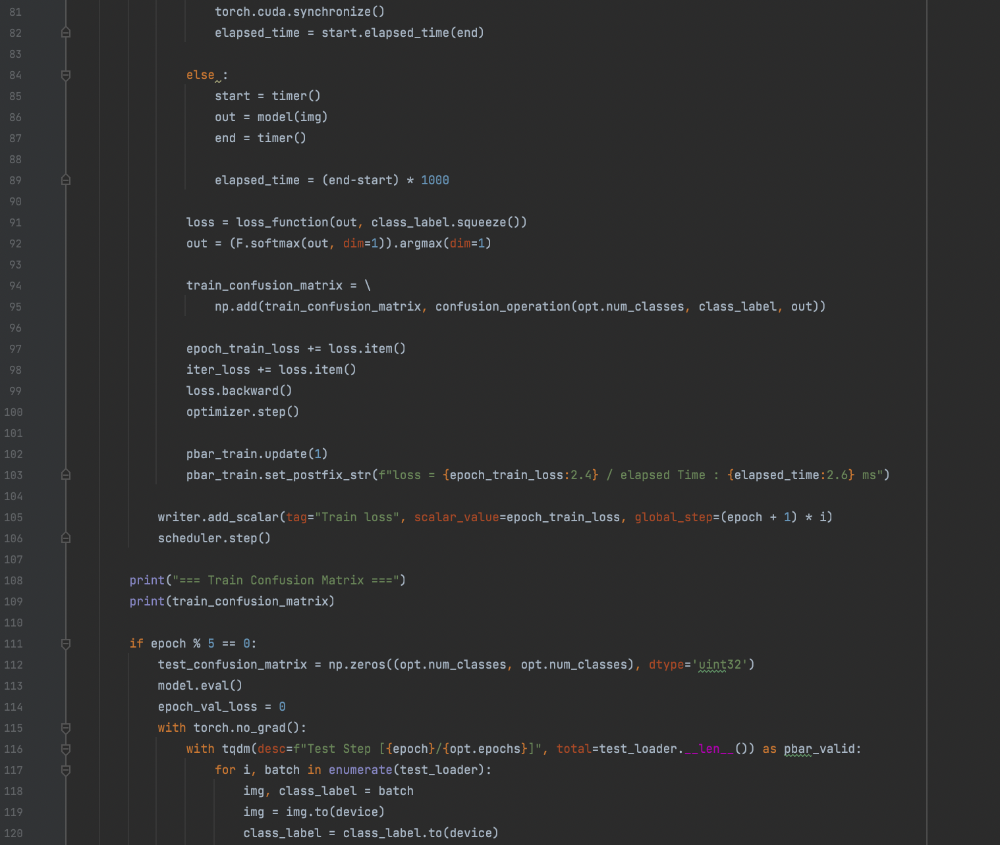 81 torch.cuda.synchronize()
82 elapsed_time = start.elapsed_time(end)
83
84 else :
85 start = timer()
86 out = model(img)
87 end = timer()
88
89 elapsed_time = (end-start) * 1000
90
91 loss = loss_function(out, class_label.squeeze())
92 out = (F.softmax(out, dim=1)).argmax(dim=1)
93
94 train_confusion_matrix = \
95 np.add(train_confusion_matrix, confusion_operation(opt.num_classes, class_label, out))
96
97 epoch_train_loss += loss.item()
98 iter_loss += loss.item()
99 loss.backward()
100 optimizer.step()
101
102 pbar_train.update(1)
103 pbar_train.set_postfix_str(f"loss = {epoch_train_loss:2.4} / elapsed Time : {elapsed_time:2.6} ms")
104
105 writer.add_scalar(tag="Train loss", scalar_value=epoch_train_loss, global_step=(epoch + 1) * i)
106 scheduler.step()
107
108 print("=== Train Confusion Matrix ===")
109 print(train_confusion_matrix)
110
111 if epoch % 5 == 0:
112 test_confusion_matrix = np.zeros((opt.num_classes, opt.num_classes), dtype='uint32')
113 model.eval()
114 epoch_val_loss = 0
115 with torch.no_grad():
116 with tqdm(desc=f"Test Step [{epoch}/{opt.epochs}]", total=test_loader.__len__()) as pbar_valid:
117 for i, batch in enumerate(test_loader):
118 img, class_label = batch
119 img = img.to(device)
120 class_label = class_label.to(device)